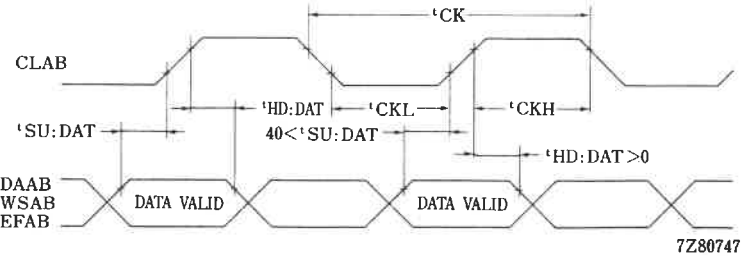 tCK
CLAB
tHD:DAT
tCKL
tCKH
tSU:DAT
40<tSU:DAT
tHD:DAT>0
DAAB
WSAB
EFAB
DATA VALID
DATA VALID
7Z80747